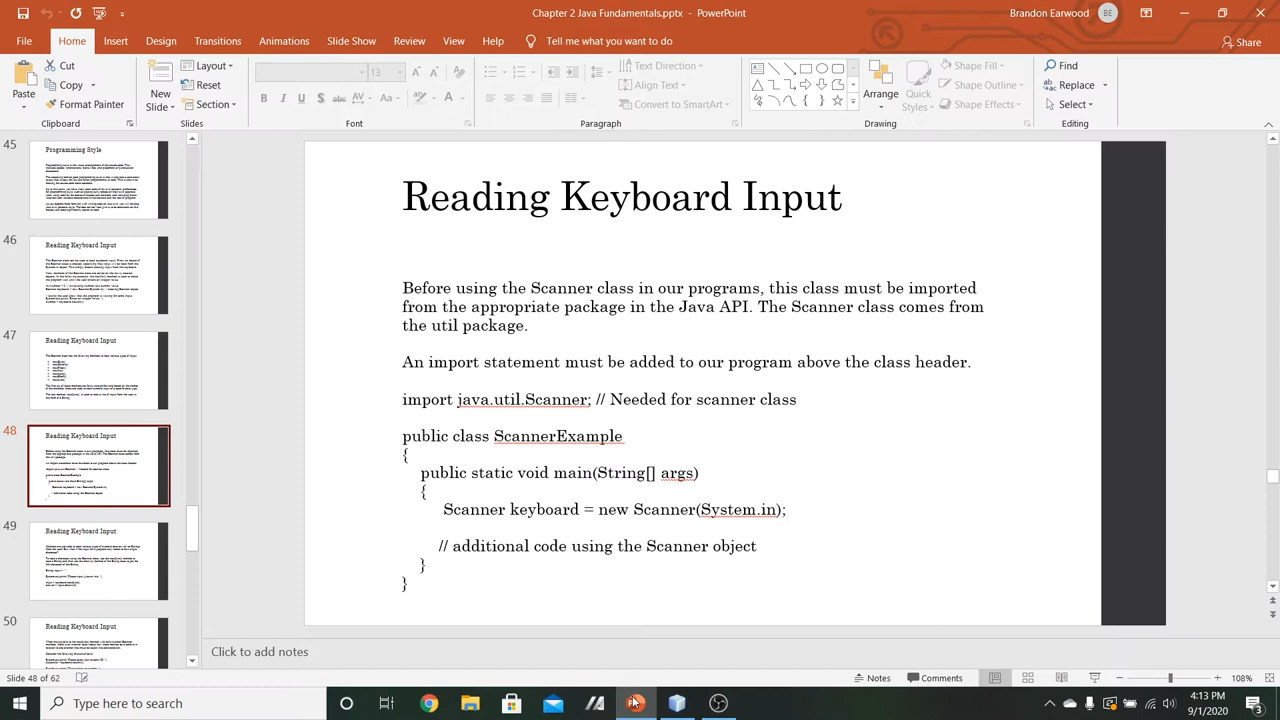 Chapter 2 Java Fundamentals.pptx - PowerPoint
Brandon Earwood
BE
File Home Insert Design Transitions Animations Slide Show Review View Help Tell me what you want to do
Share
Paste
Cut
Copy
Format Painter
Clipboard
New Slide
Layout
Reset
Section
Slides
13
Font
Text Direction
Align Text
Convert to SmartArt
Paragraph
Arrange
Quick Styles
Shape Fill
Shape Outline
Shape Effects
Drawing
Find
Replace
Select
Editing
45
Programming Style
46
Reading Keyboard Input
47
Reading Keyboard Input
48
Reading Keyboard Input
49
Reading Keyboard Input
50
Reading Keyboard Input
Reading Keyboard Input
Before using the Scanner class in our programs, this class must be imported
from the appropriate package in the Java API. The Scanner class comes from
the util package.
An import statement must be added to our program above the class header.
import java.util.Scanner; // Needed for scanner class
public class ScannerExample
{
public static void main(String[] args)
{
Scanner keyboard = new Scanner(System.in);
// additional code using the Scanner object
}
}
Click to add notes
Slide 48 of 62
Notes
Comments
108%
Type here to search
4:13 PM
9/1/2020
3